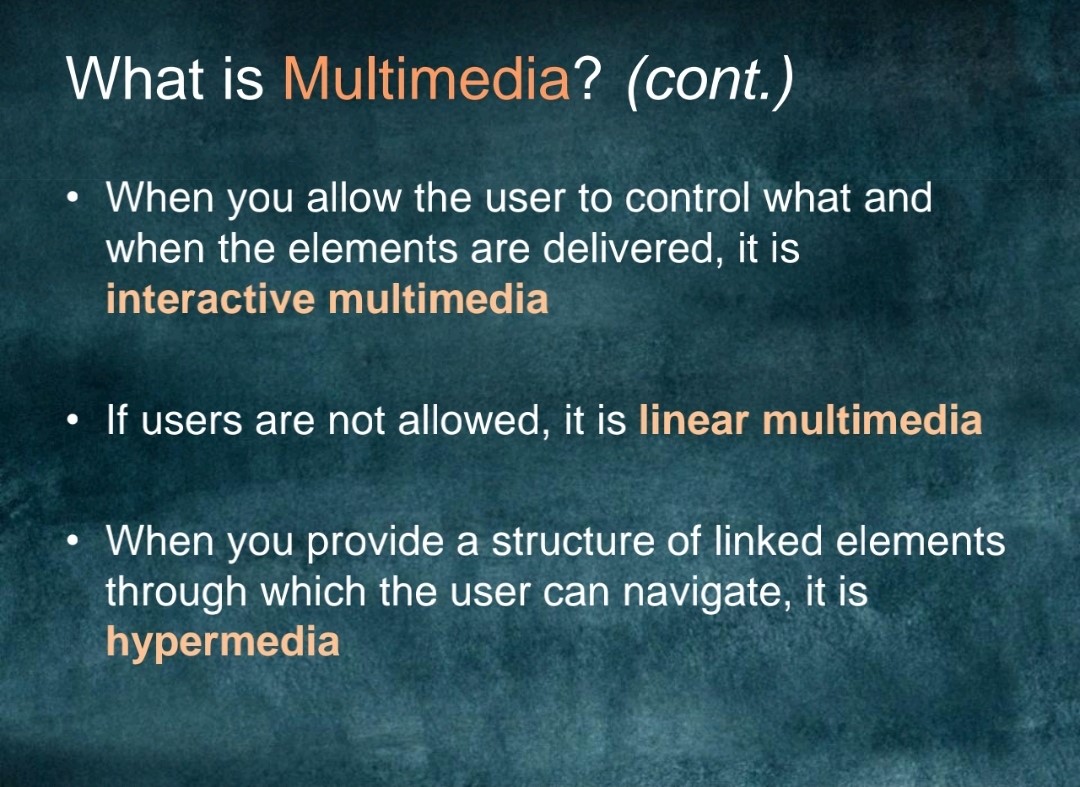 What is Multimedia? (cont.)
• When you allow the user to control what and
when the elements are delivered, it is
interactive multimedia
• If users are not allowed, it is linear multimedia
• When you provide a structure of linked elements
through which the user can navigate, it is
hypermedia